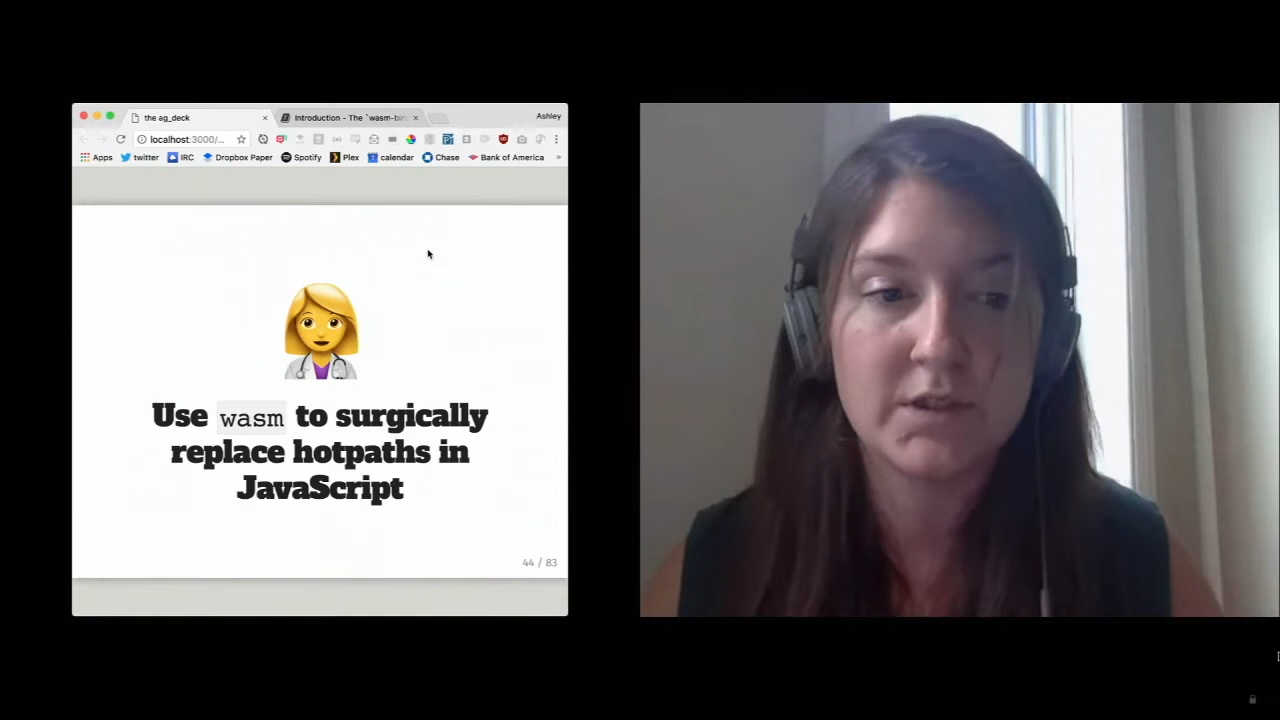 the ag_deck
Introduction - The `wasm-bin
Ashley
localhost:3000/...
Apps twitter IRC Dropbox Paper Spotify Plex calendar Chase Bank of America »
Use wasm to surgically
replace hotpaths in
JavaScript
44 / 83